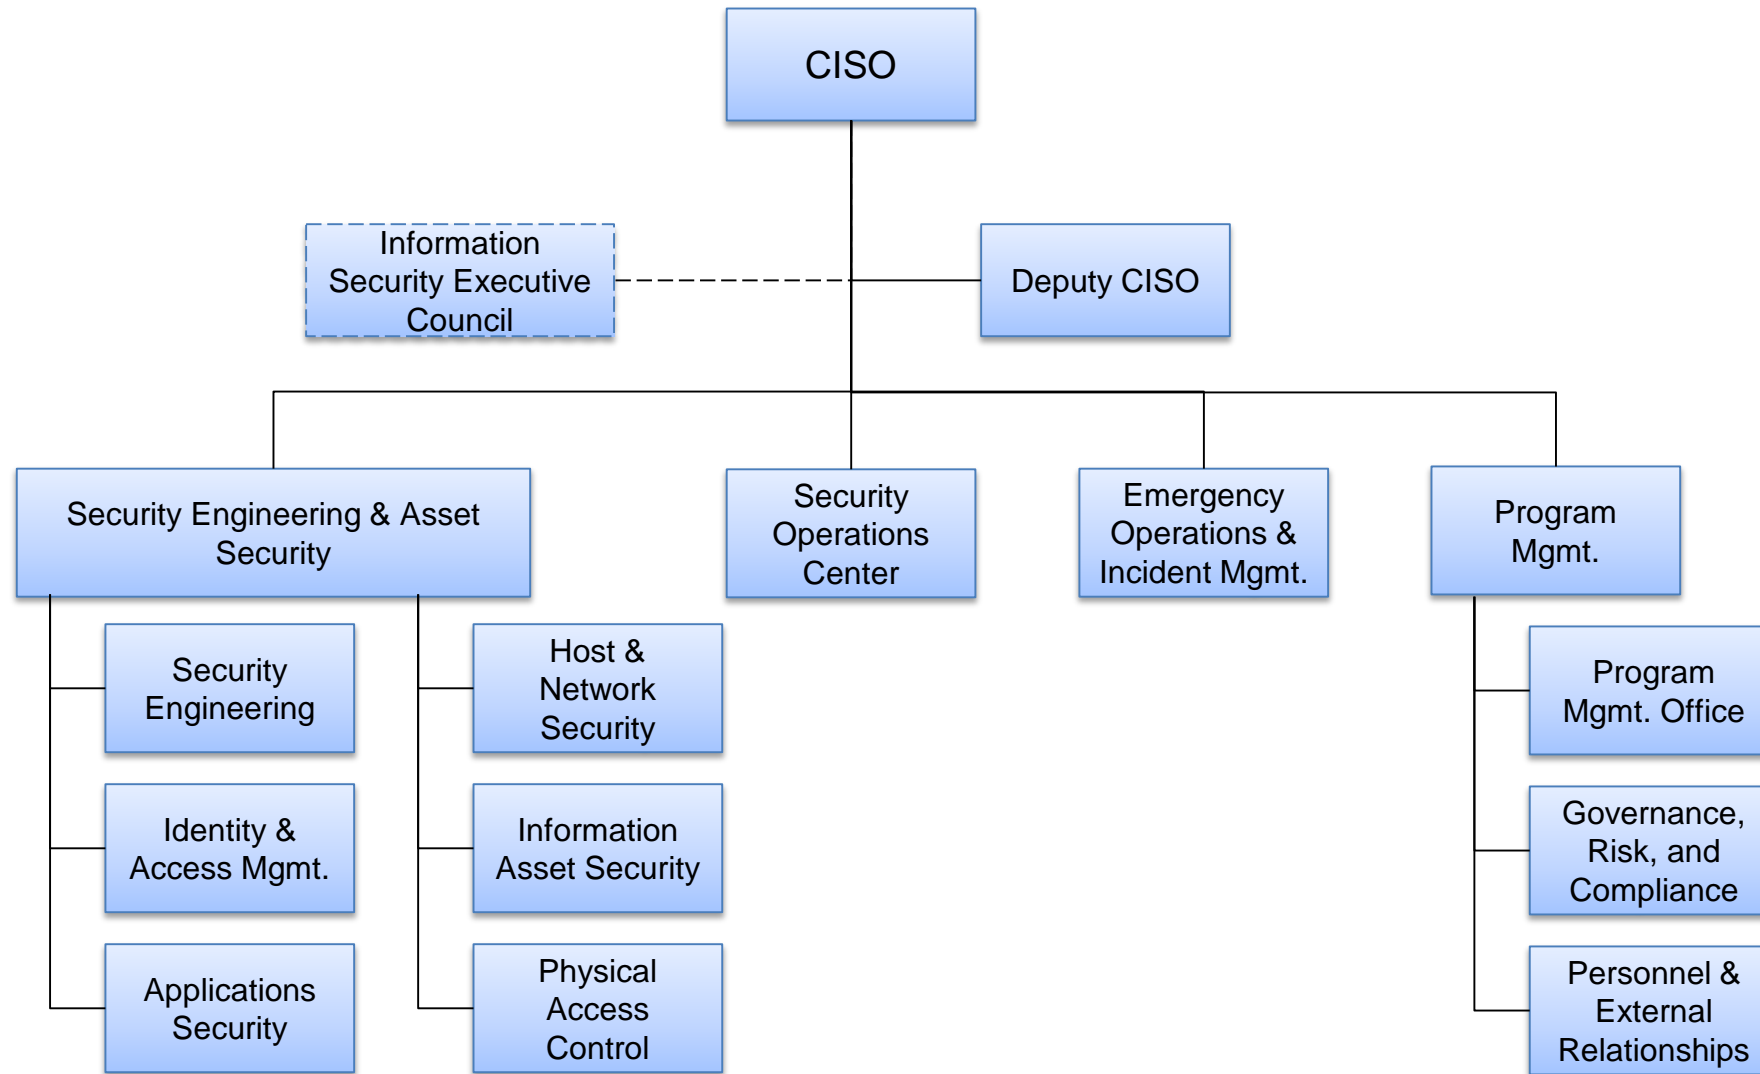 CISO
Information
Security Executive
Council
Deputy CISO
Security Engineering & Asset
Security
Security
Operations
Center
Emergency
Operations &
Incident Mgmt.
Program
Mgmt.
Security
Engineering
Host &
Network
Security
Program
Mgmt. Office
Identity &
Access Mgmt.
Information
Asset Security
Governance,
Risk, and
Compliance
Applications
Security
Physical
Access
Control
Personnel &
External
Relationships